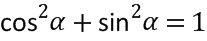 cos²α + sin²α = 1